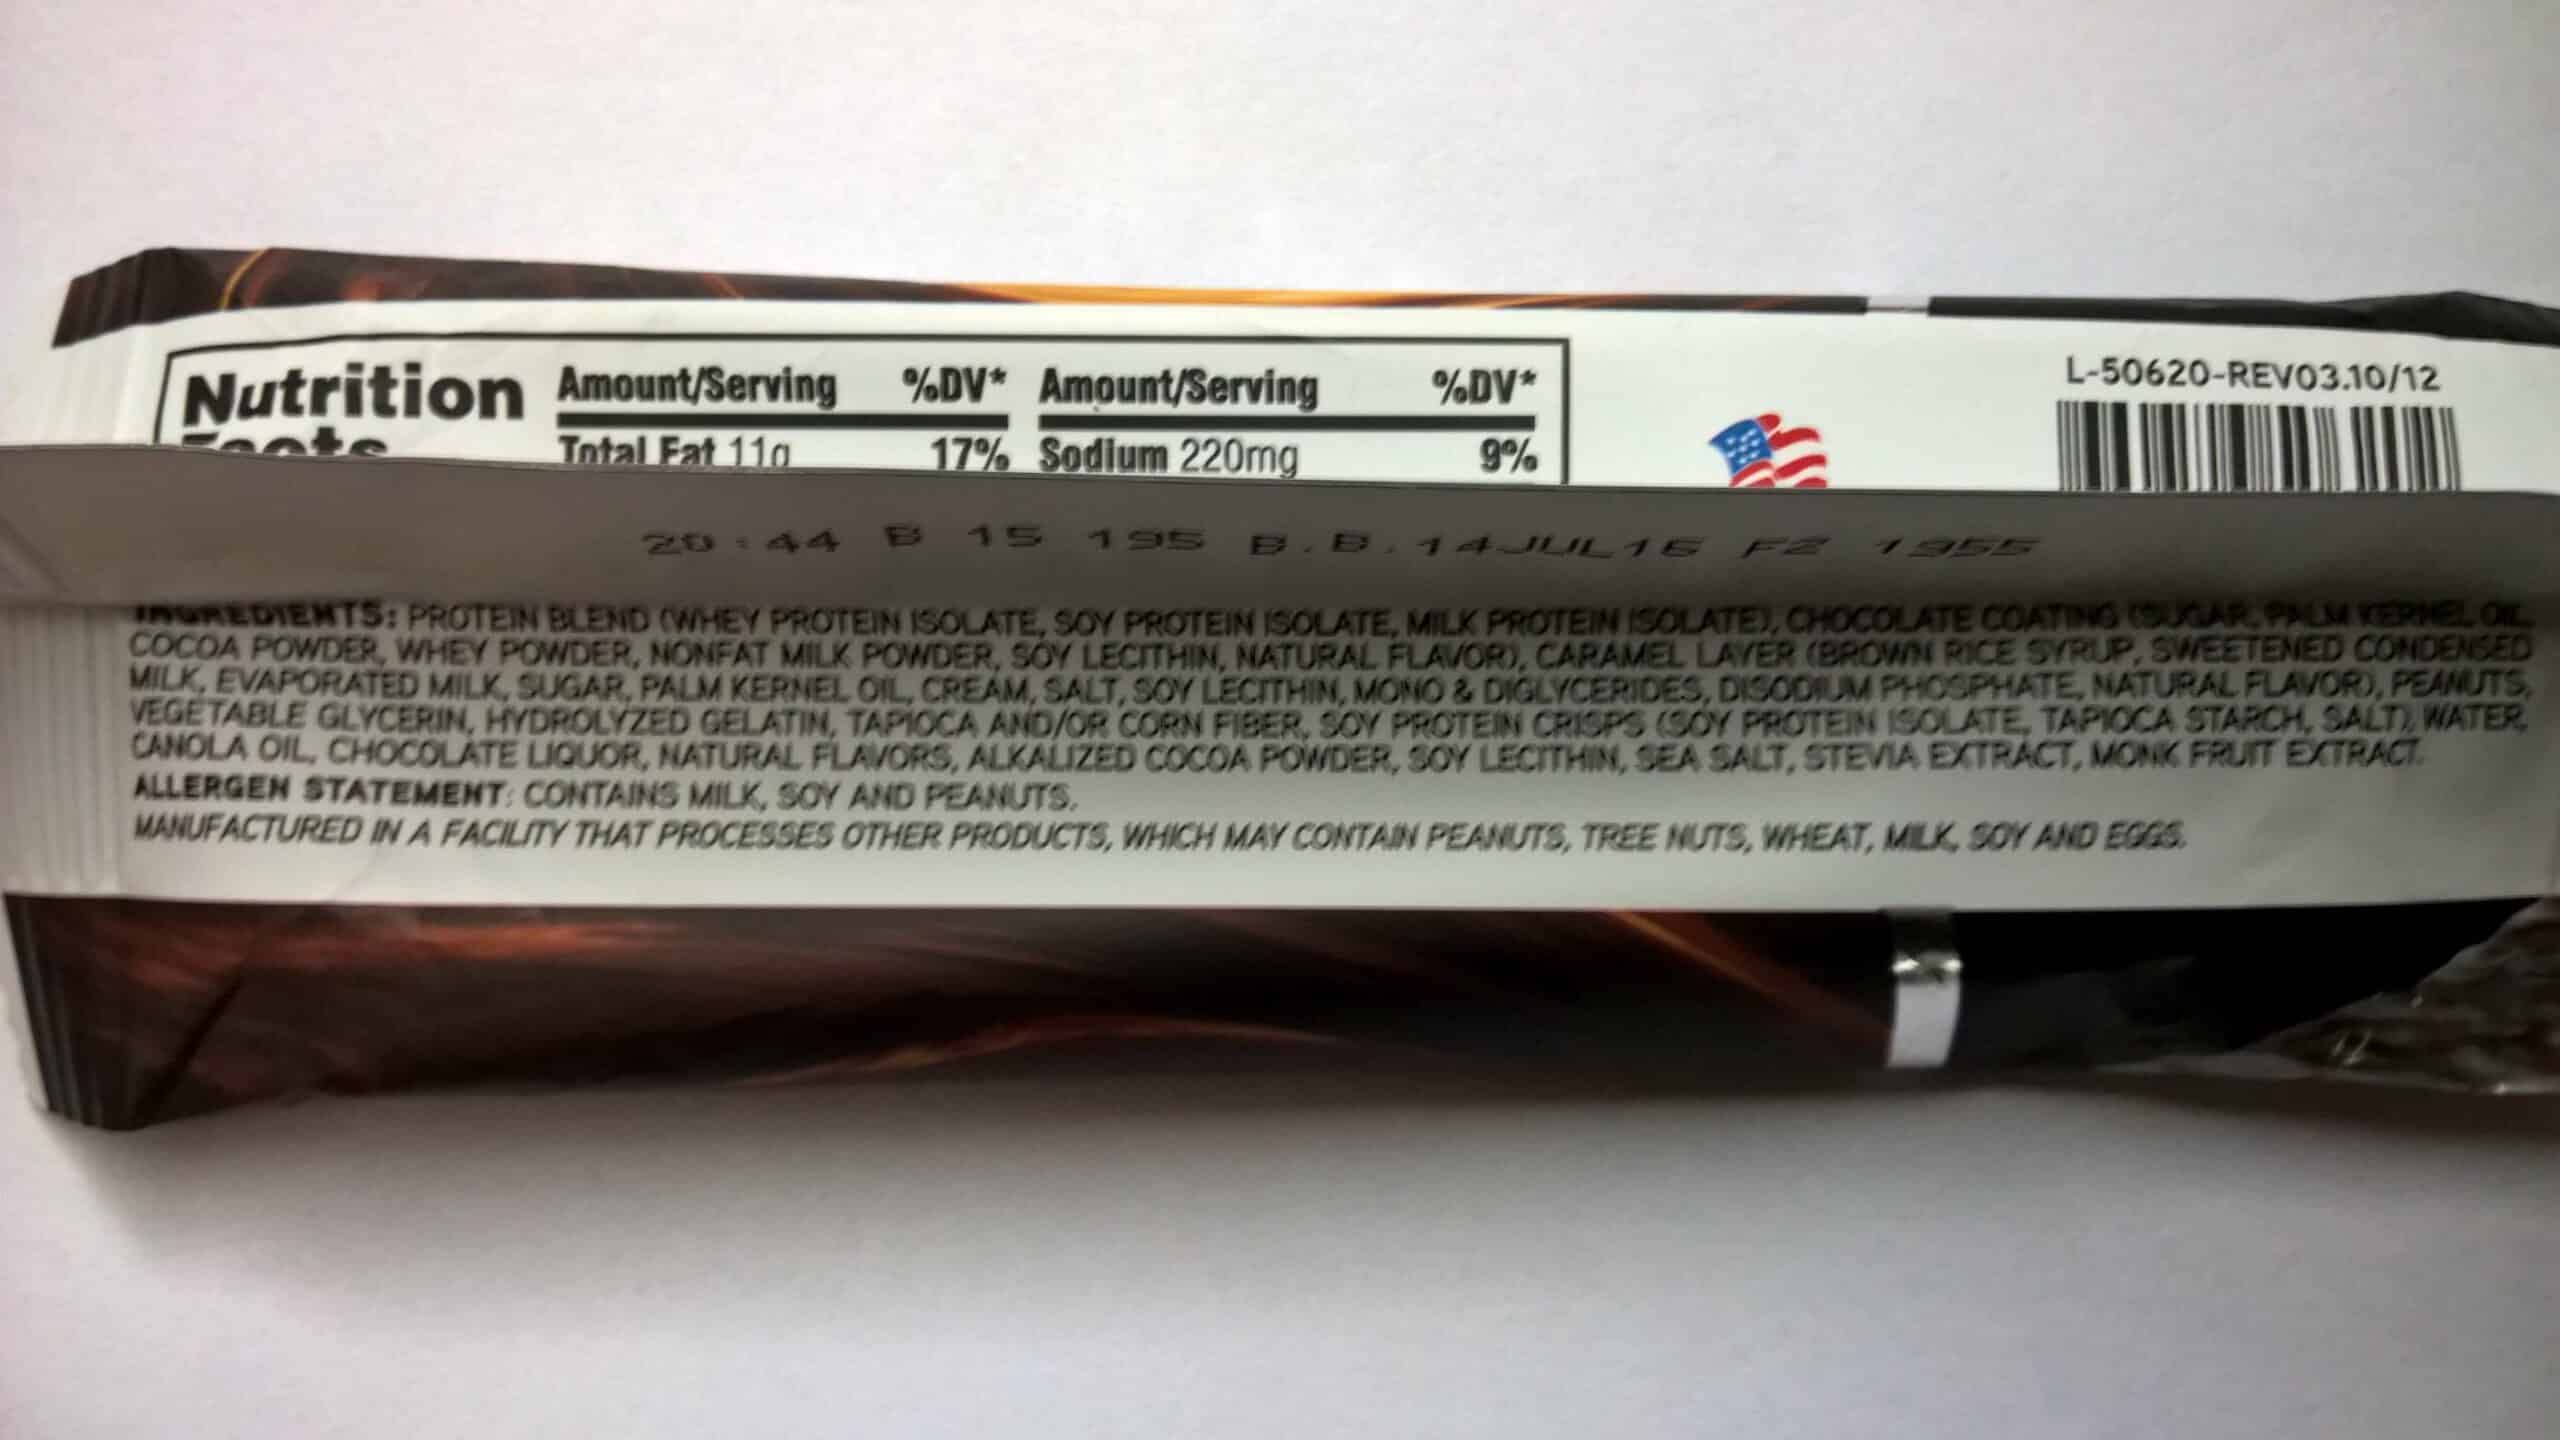 Nutrition Amount/Serving %DV* Amount/Serving %DV*
Facts Total Fat 11g 17% Sodium 220mg 9%
L-50620-REV03.10/12
20:44 B 15 195 B.B.14JUL16 F2 1955
INGREDIENTS: PROTEIN BLEND (WHEY PROTEIN ISOLATE, SOY PROTEIN ISOLATE, MILK PROTEIN ISOLATE), CHOCOLATE COATING (SUGAR, PALM KERNEL OIL,
COCOA POWDER, WHEY POWDER, NONFAT MILK POWDER, SOY LECITHIN, NATURAL FLAVOR), CARAMEL LAYER (BROWN RICE SYRUP, SWEETENED CONDENSED
MILK, EVAPORATED MILK, SUGAR, PALM KERNEL OIL, CREAM, SALT, SOY LECITHIN, MONO & DIGLYCERIDES, DISODIUM PHOSPHATE, NATURAL FLAVOR), PEANUTS,
VEGETABLE GLYCERIN, HYDROLYZED GELATIN, TAPIOCA AND/OR CORN FIBER, SOY PROTEIN CRISPS (SOY PROTEIN ISOLATE, TAPIOCA STARCH, SALT), WATER,
CANOLA OIL, CHOCOLATE LIQUOR, NATURAL FLAVORS, ALKALIZED COCOA POWDER, SOY LECITHIN, SEA SALT, STEVIA EXTRACT, MONK FRUIT EXTRACT.
ALLERGEN STATEMENT: CONTAINS MILK, SOY AND PEANUTS.
MANUFACTURED IN A FACILITY THAT PROCESSES OTHER PRODUCTS, WHICH MAY CONTAIN PEANUTS, TREE NUTS, WHEAT, MILK, SOY AND EGGS.